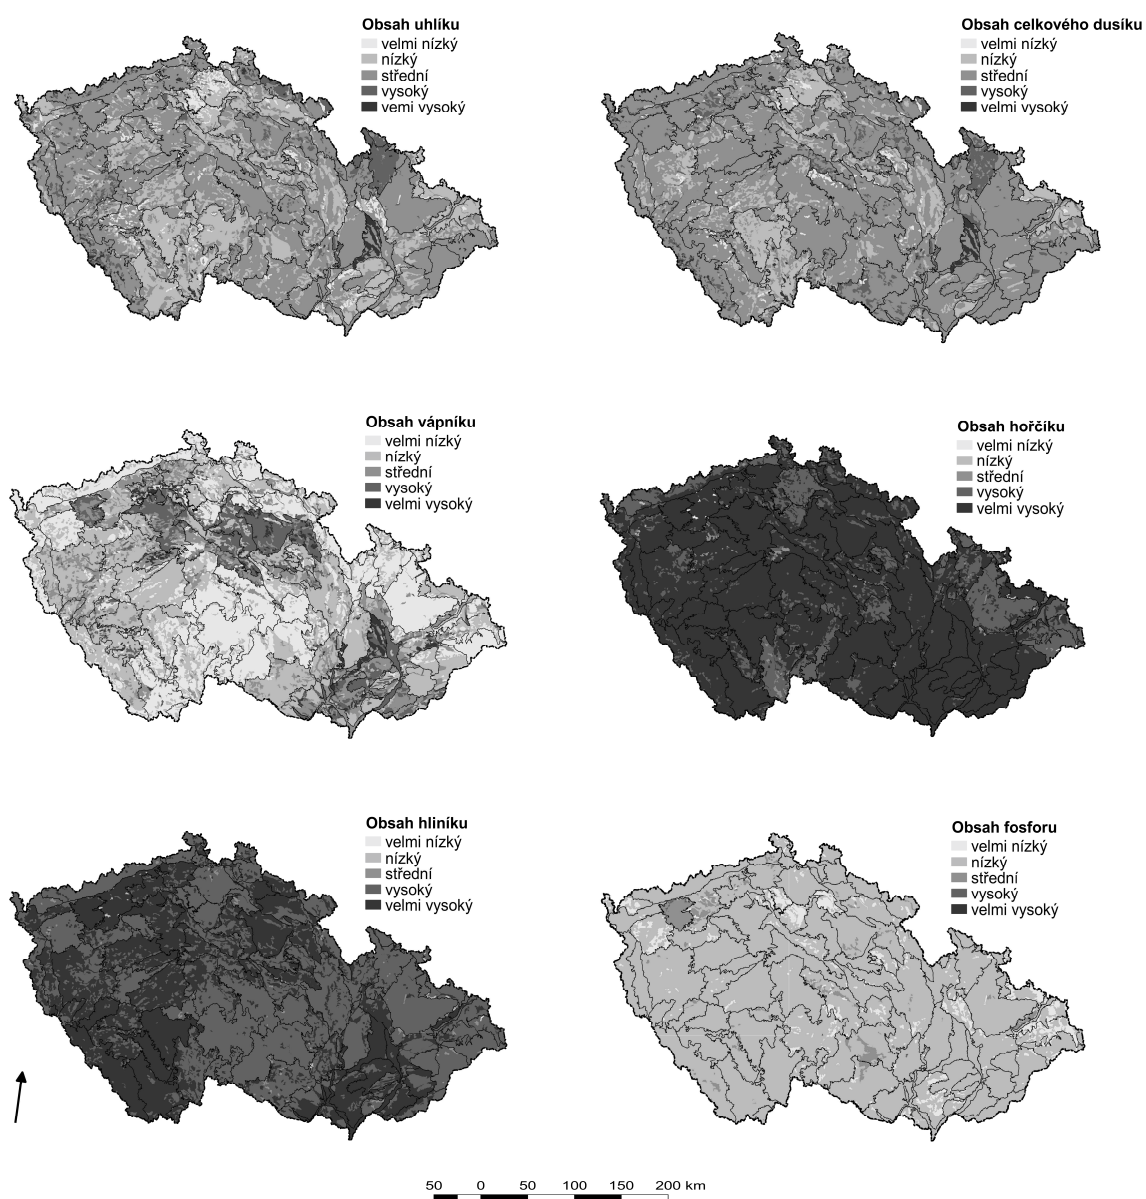 Obsah uhlíku
velmi nízký
nízký
střední
vysoký
vemi vysoký
Obsah celkového dusíku
velmi nízký
nízký
střední
vysoký
velmi vysoký
Obsah vápníku
velmi nízký
nízký
střední
vysoký
velmi vysoký
Obsah hořčíku
velmi nízký
nízký
střední
vysoký
velmi vysoký
Obsah hliníku
velmi nízký
nízký
střední
vysoký
velmi vysoký
Obsah fosforu
velmi nízký
nízký
střední
vysoký
velmi vysoký
50 0 50 100 150 200 km